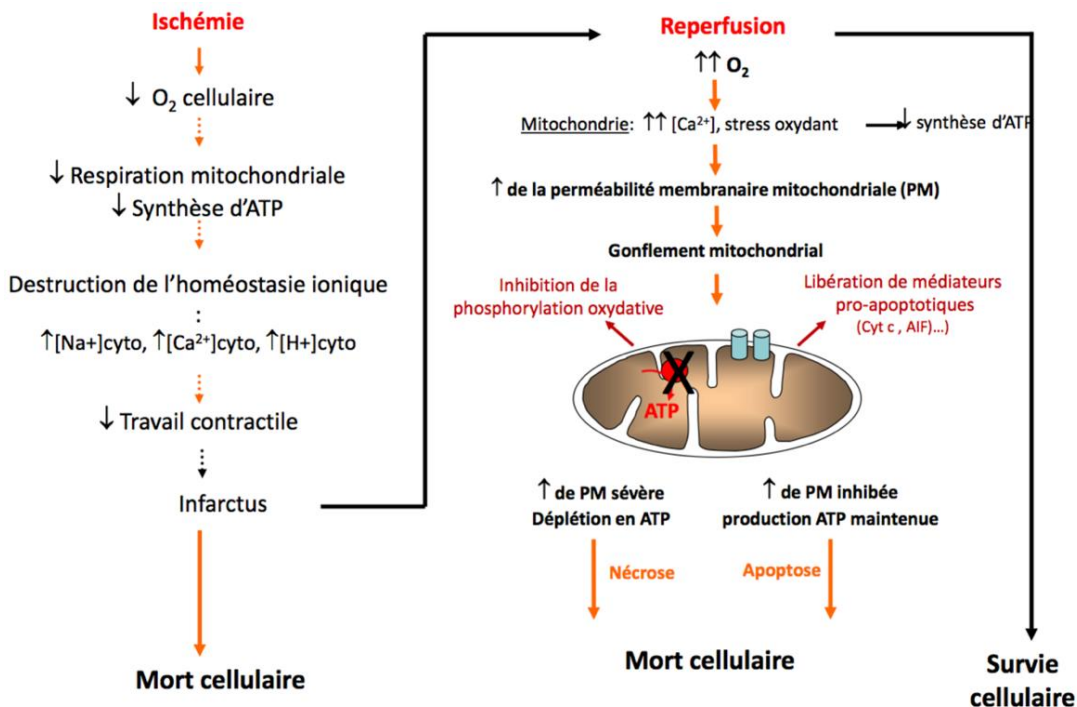 Ischémie
↓ O₂ cellulaire
↓ Respiration mitochondriale
↓ Synthèse d'ATP
Destruction de l'homéostasie ionique
:
↑[Na+]cyto, ↑[Ca²⁺]cyto, ↑[H+]cyto
↓ Travail contractile
Infarctus
Mort cellulaire
Reperfusion
↑↑ O₂
Mitochondrie: ↑↑ [Ca²⁺], stress oxydant
↓ synthèse d'ATP
↑ de la perméabilité membranaire mitochondriale (PM)
Gonflement mitochondrial
Inhibition de la
phosphorylation oxydative
Libération de médiateurs
pro-apoptotiques
(Cyt c , AIF)...)
X
ATP
↑ de PM sévère
Déplétion en ATP
↑ de PM inhibée
production ATP maintenue
Nécrose
Apoptose
Mort cellulaire
Survie
cellulaire